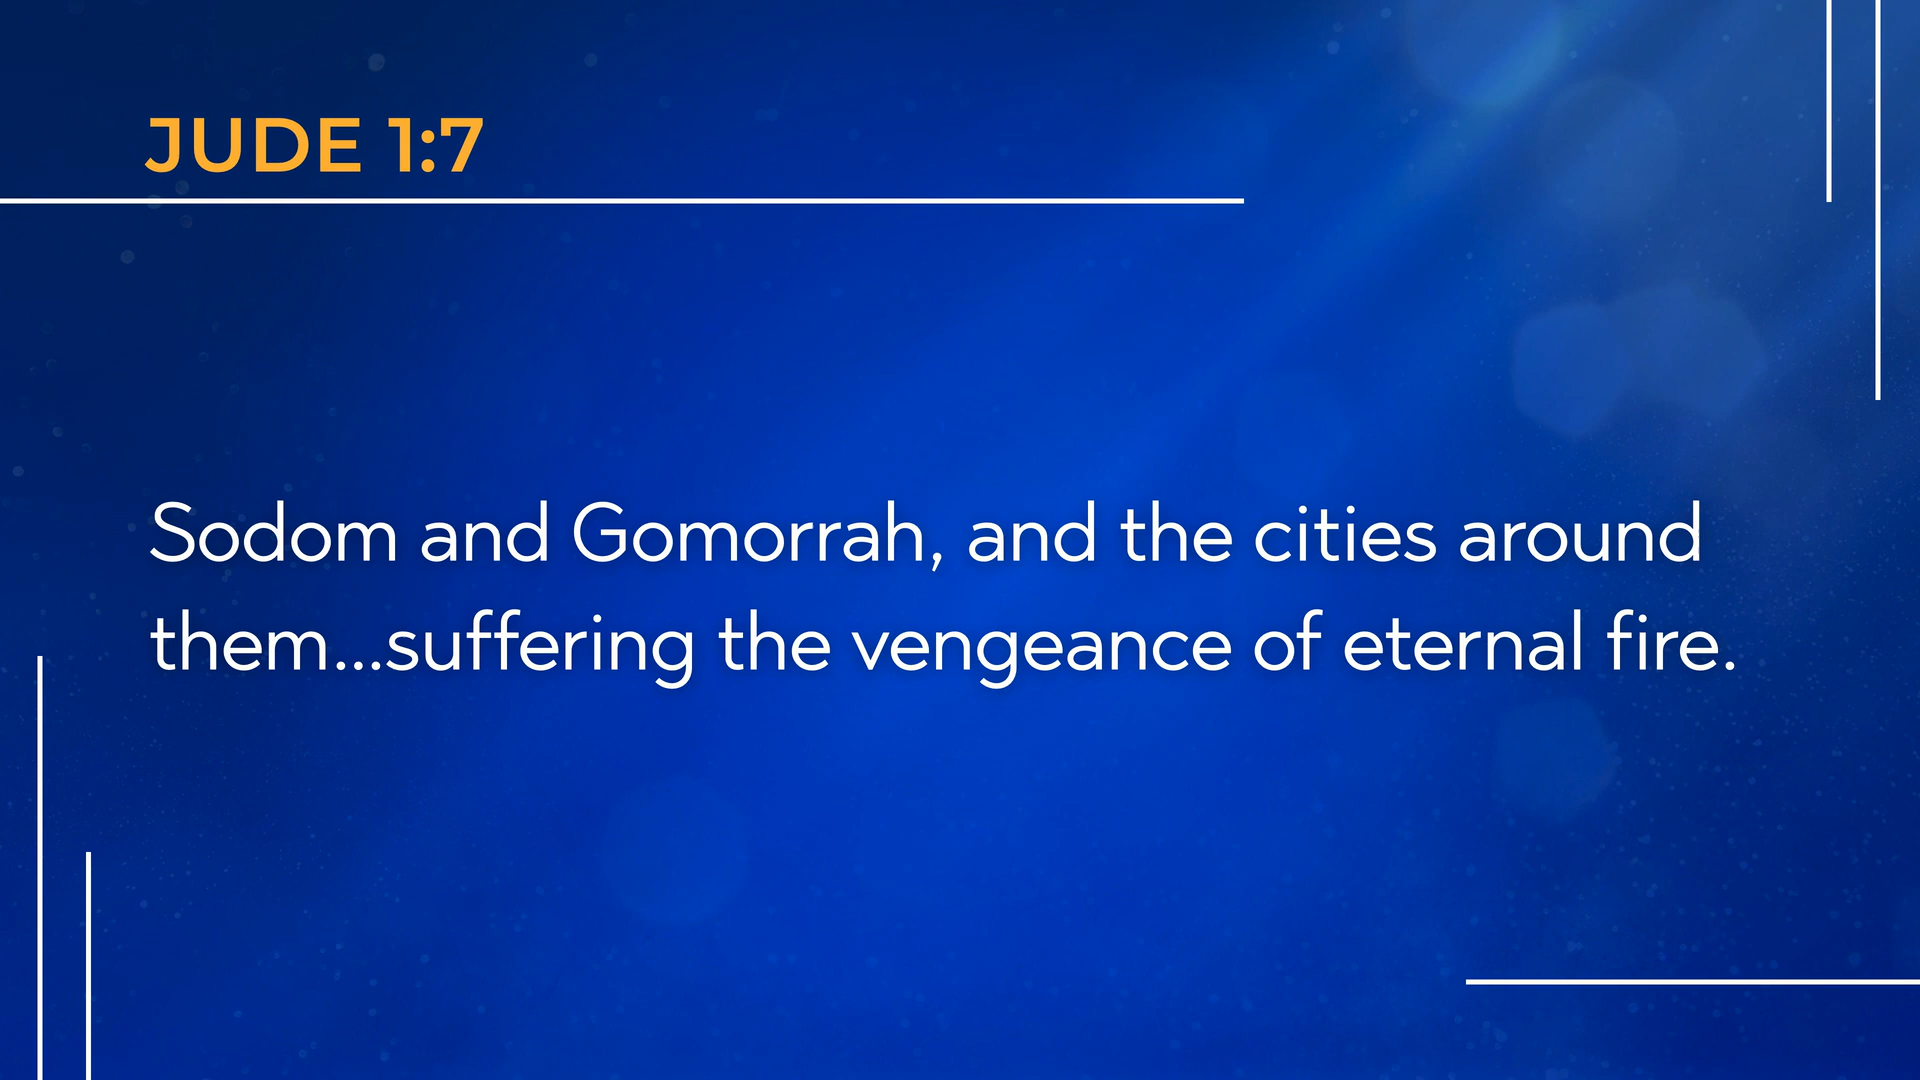 JUDE 1:7
Sodom and Gomorrah, and the cities around
them...suffering the vengeance of eternal fire.